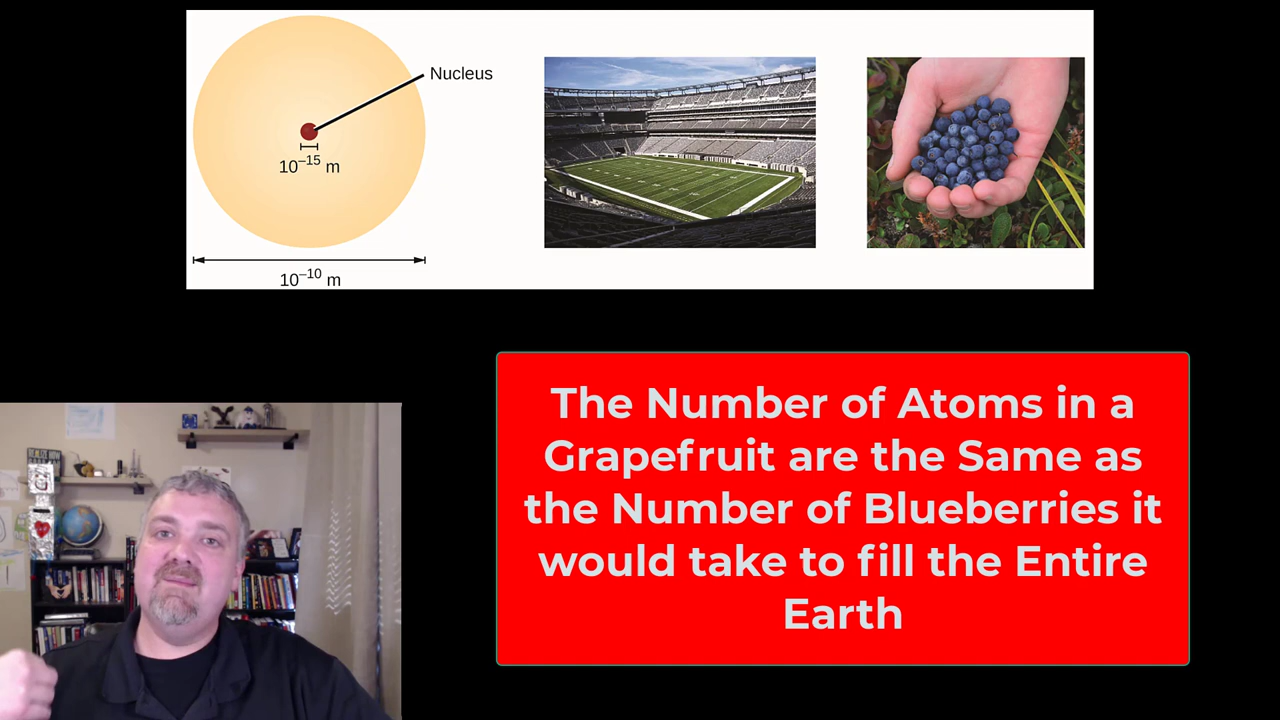 Nucleus
10⁻¹⁵ m
10⁻¹⁰ m
The Number of Atoms in a
Grapefruit are the Same as
the Number of Blueberries it
would take to fill the Entire
Earth